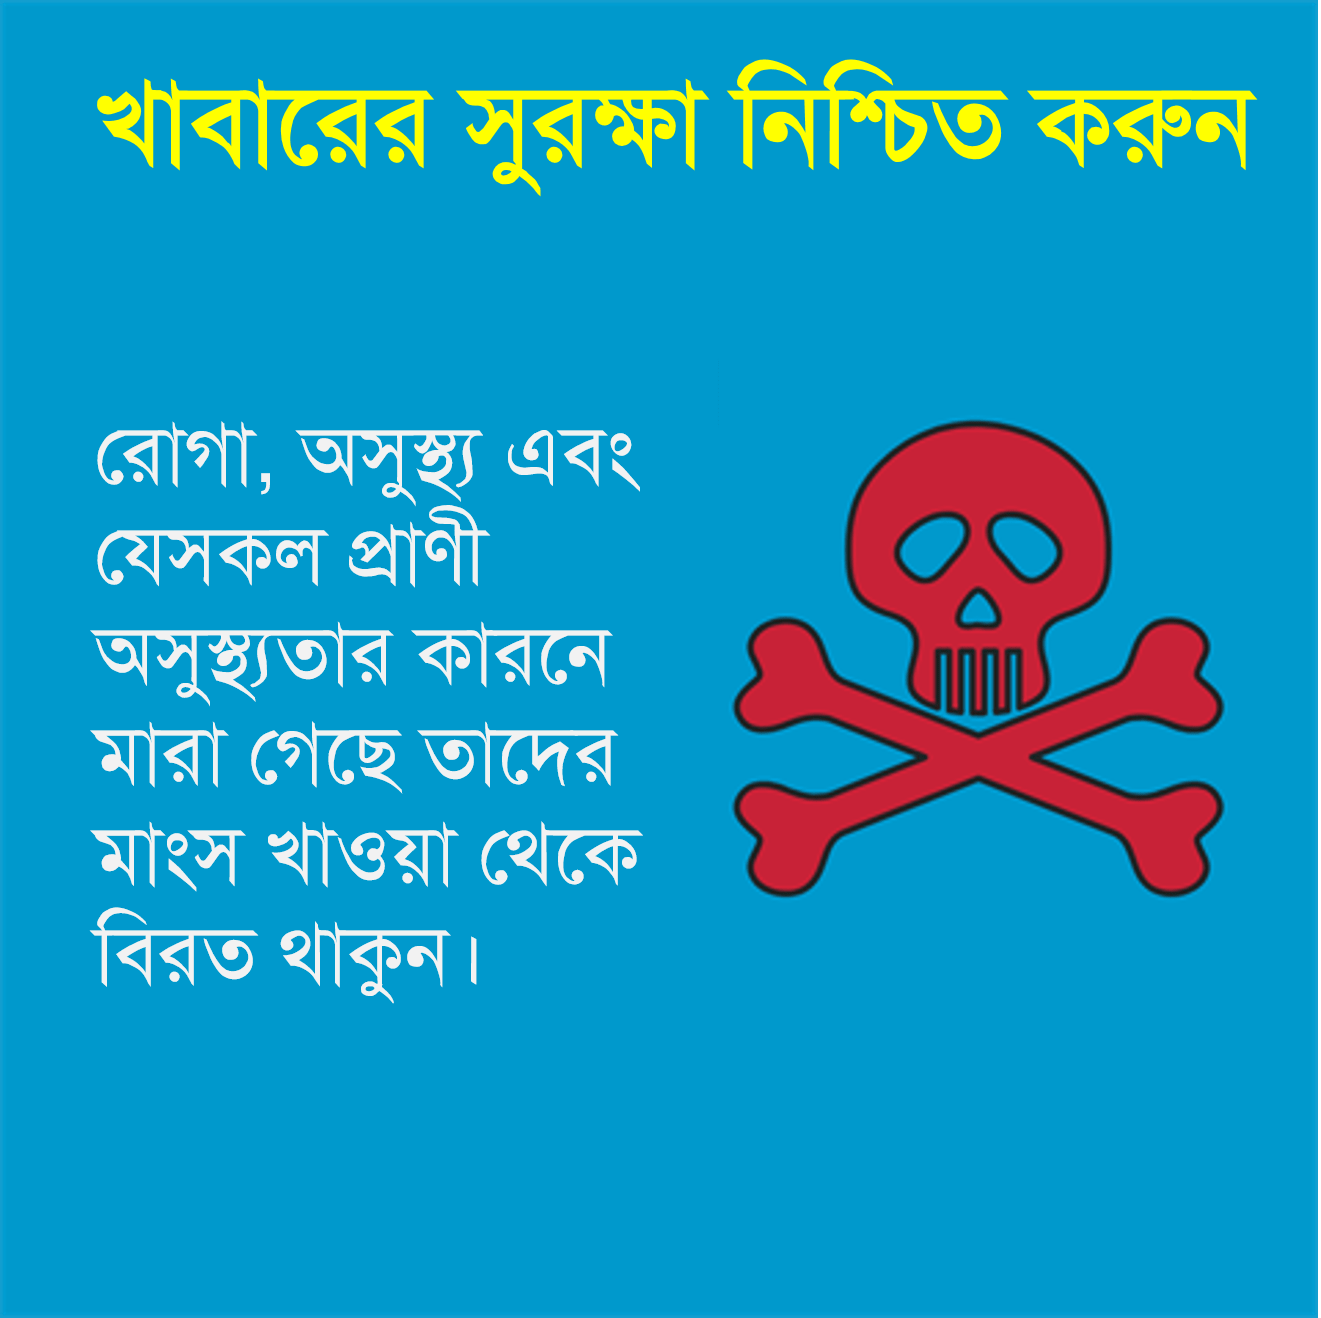 খাবারের সুরক্ষা নিশ্চিত করুন
রোগা, অসুস্থ্য এবং
যেসকল প্রাণী
অসুস্থ্যতার কারনে
মারা গেছে তাদের
মাংস খাওয়া থেকে
বিরত থাকুন।